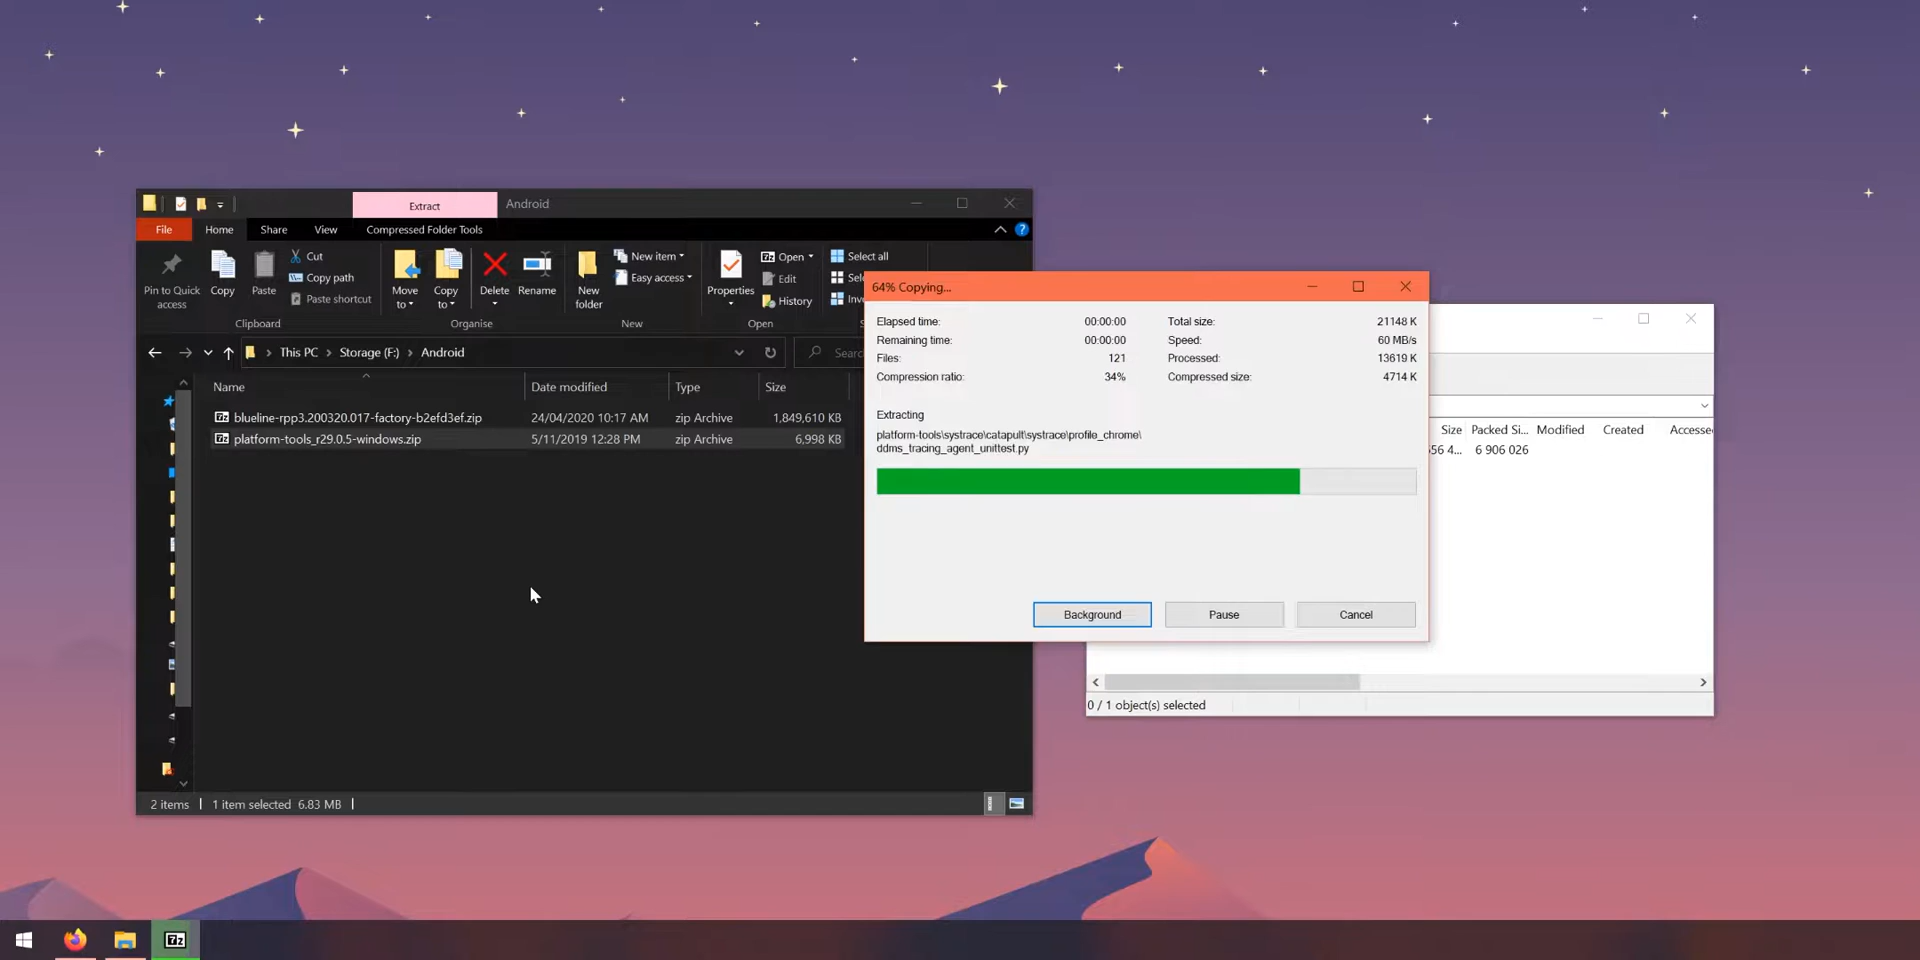 Extract
Android
File
Home
Share
View
Compressed Folder Tools
Pin to Quick
access
Copy
Paste
Cut
Copy path
Paste shortcut
Clipboard
Move
to
Copy
to
Delete
Rename
Organise
New
folder
New item
Easy access
New
Properties
Open
Edit
History
Open
Select all
This PC > Storage (F:) > Android
Name
Date modified
Type
Size
blueline-rpp3.200320.017-factory-b2efd3ef.zip 24/04/2020 10:17 AM zip Archive 1,849,610 KB
platform-tools_r29.0.5-windows.zip 5/11/2019 12:28 PM zip Archive 6,998 KB
2 items 1 item selected 6.83 MB
64% Copying...
Elapsed time: 00:00:00 Total size: 21148 K
Remaining time: 00:00:00 Speed: 60 MB/s
Files: 121 Processed: 13619 K
Compression ratio: 34% Compressed size: 4714 K
Extracting
platform-tools\systrace\catapult\systrace\profile_chrome\
ddms_tracing_agent_unittest.py
Background
Pause
Cancel
Size Packed Si... Modified Created
6 906 026
0 / 1 object(s) selected
7z